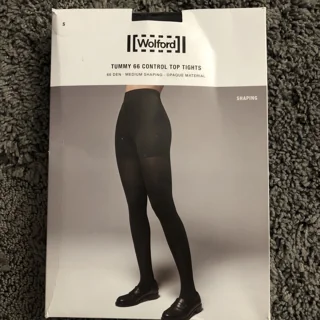 S
Wolford
TUMMY 66 CONTROL TOP TIGHTS
66 DEN - MEDIUM SHAPING - OPAQUE MATERIAL
SHAPING